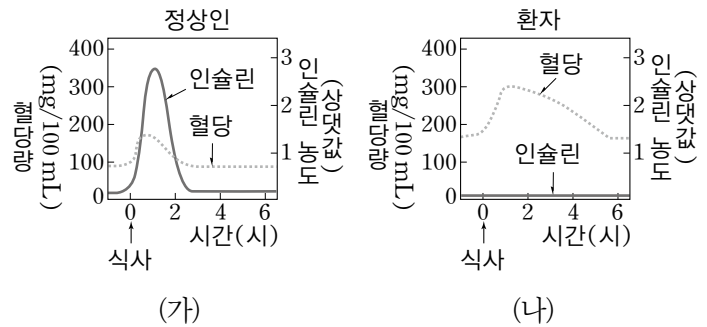 정상인
혈당량 (mg/100 mL)
400
300
200
100
0
3
2
1
인슐린 농도 (상댓값)
인슐린
혈당
0 2 4 6
시간(시)
식사
(가)
환자
혈당량 (mg/100 mL)
400
300
200
100
0
3
2
1
인슐린 농도 (상댓값)
혈당
인슐린
0 2 4 6
시간(시)
식사
(나)